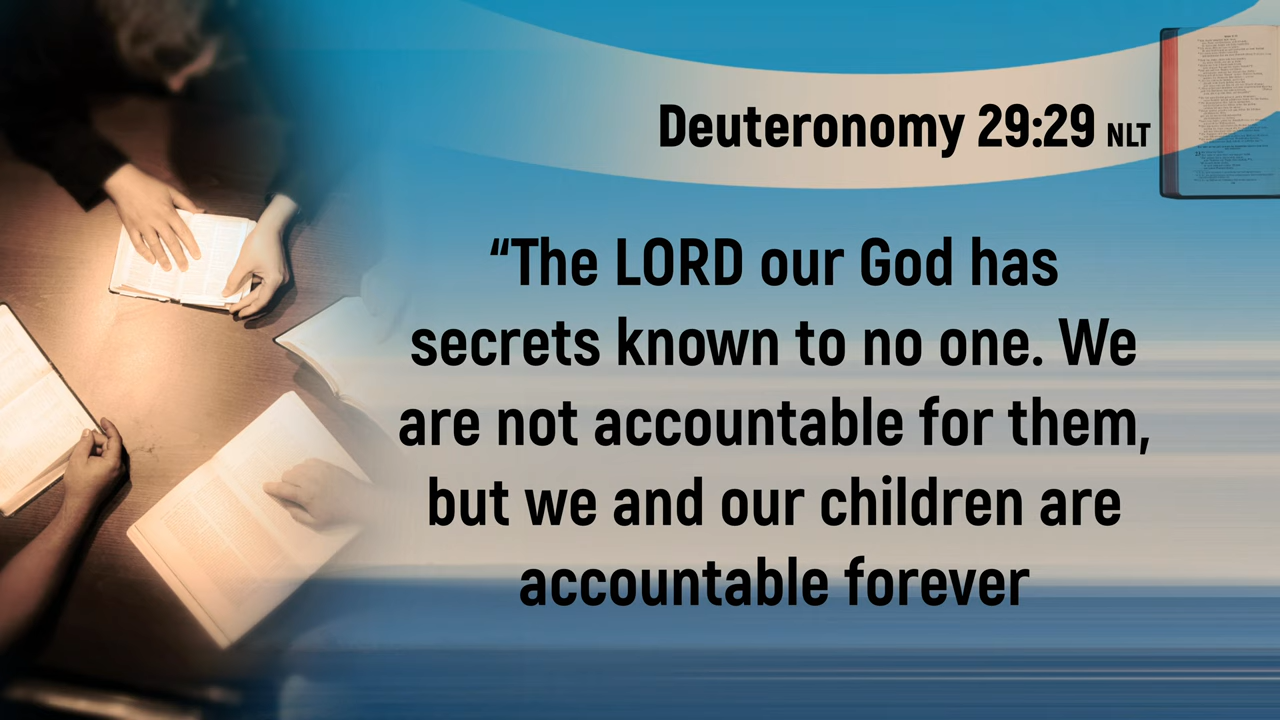 Deuteronomy 29:29 NLT
“The LORD our God has
secrets known to no one. We
are not accountable for them,
but we and our children are
accountable forever